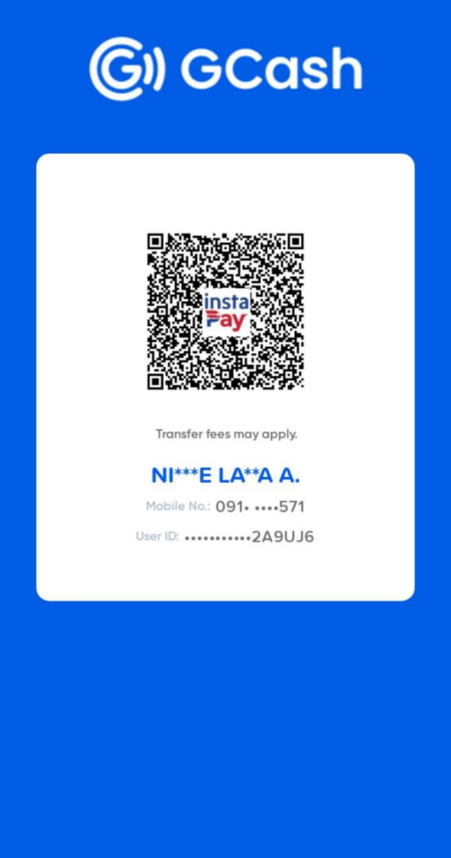 GCash
insta
Pay
Transfer fees may apply.
NI***E LA**A A.
Mobile No.: 091• ••••571
User ID: •••••••••••2A9UJ6